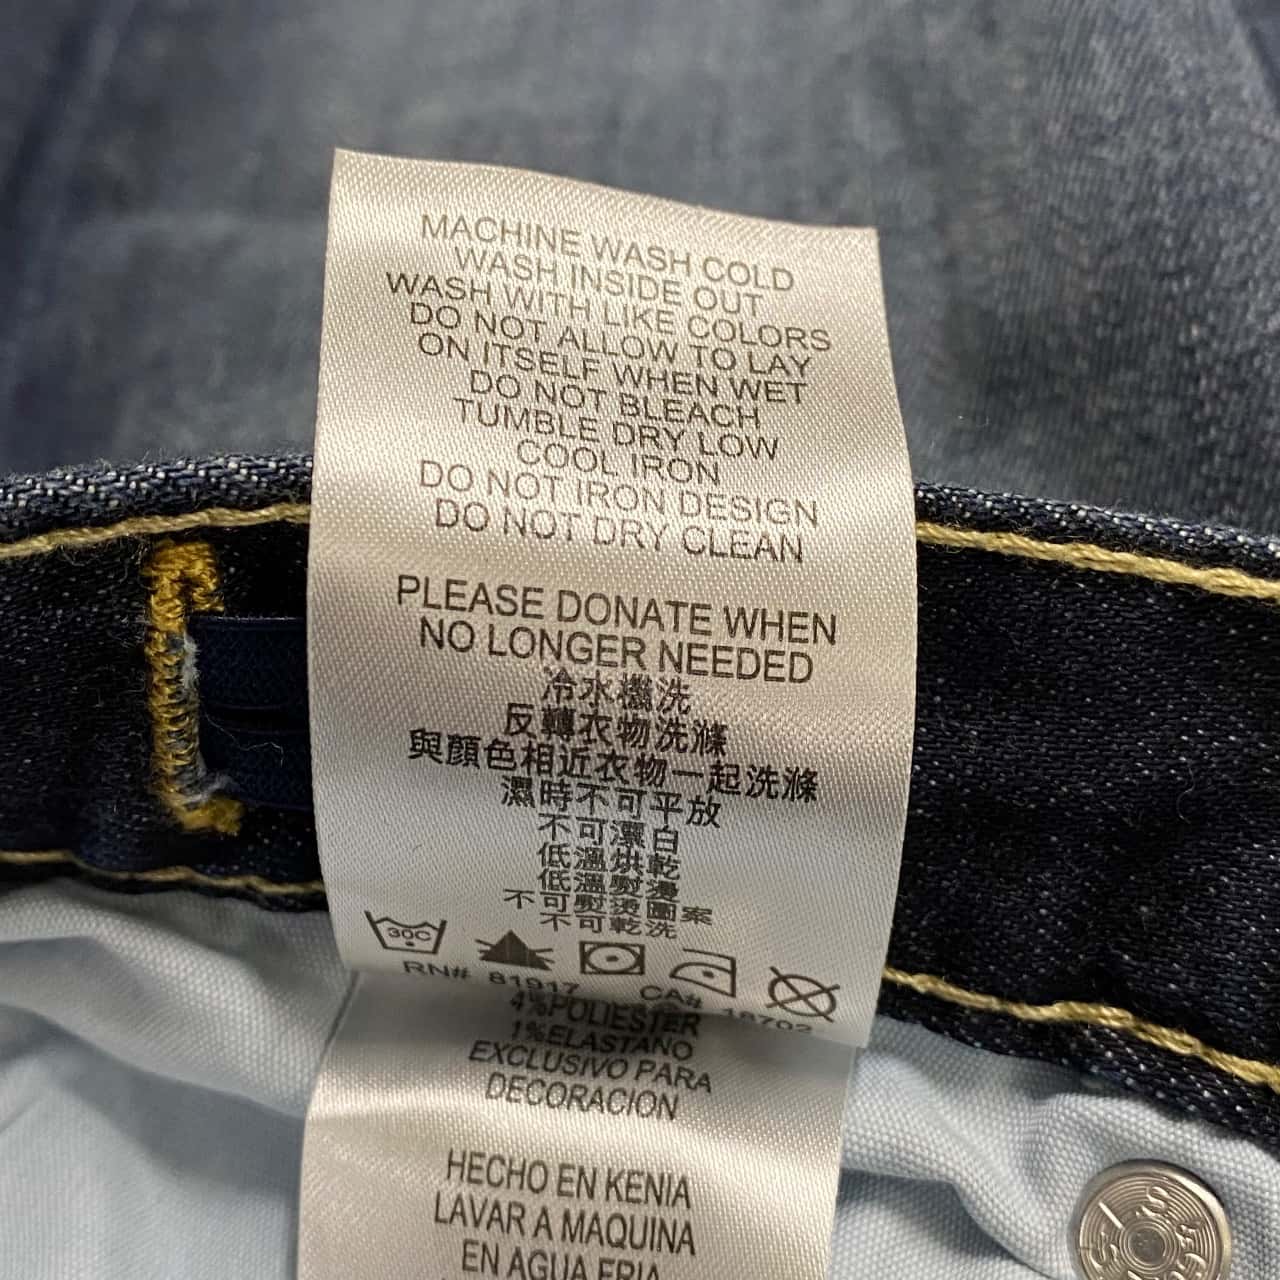 MACHINE WASH COLD
WASH INSIDE OUT
WASH WITH LIKE COLORS
DO NOT ALLOW TO LAY
ON ITSELF WHEN WET
DO NOT BLEACH
TUMBLE DRY LOW
COOL IRON
DO NOT IRON DESIGN
DO NOT DRY CLEAN
PLEASE DONATE WHEN
NO LONGER NEEDED
冷水機洗
反轉衣物洗滌
與顏色相近衣物一起洗滌
濕時不可平放
不可漂白
低溫烘乾
低溫熨燙
不可熨燙圖案
不可乾洗
30C
RN# 81917 CA# 18702
4%POLIESTER
1%ELASTANO
EXCLUSIVO PARA
DECORACION
HECHO EN KENIA
LAVAR A MAQUINA
EN AGUA FRIA